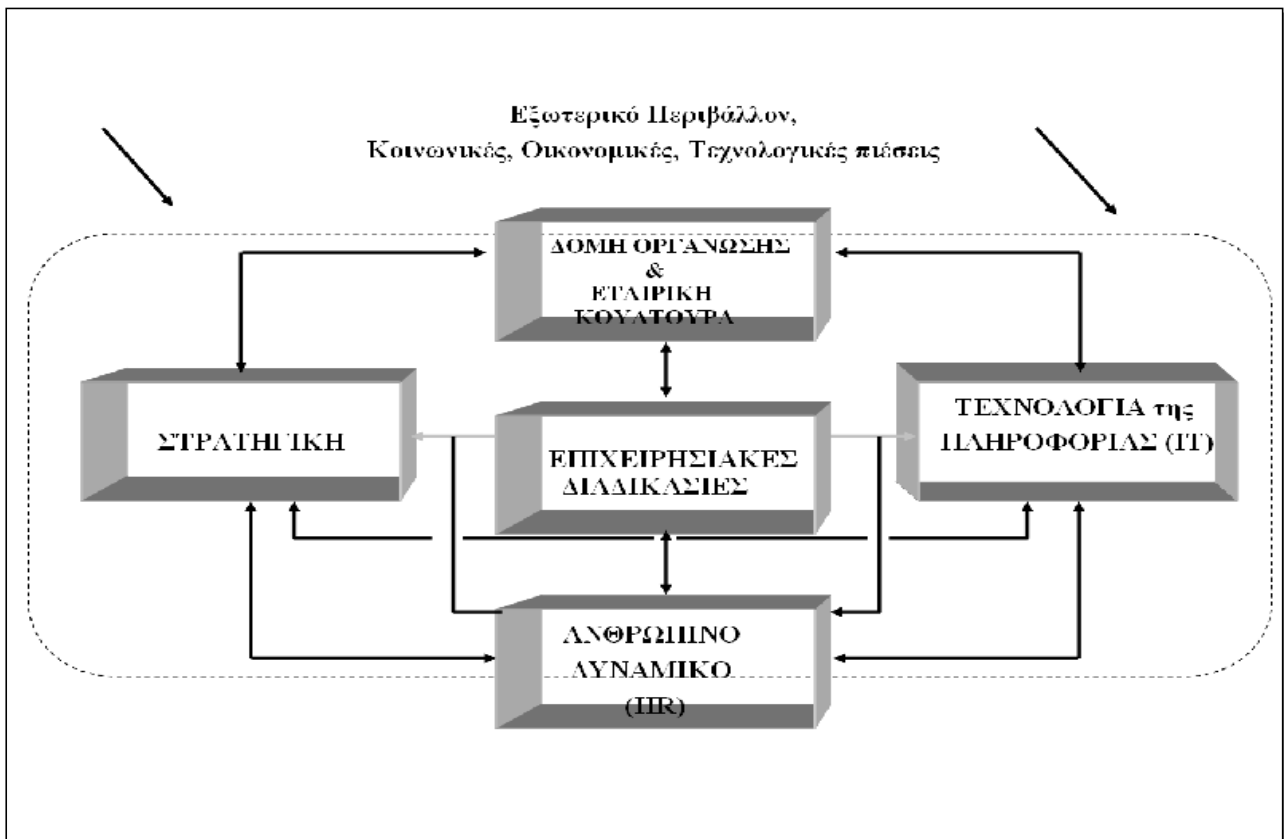 Εξωτερικό Περιβάλλον,
Κοινωνικές, Οικονομικές, Τεχνολογικές πιέσεις
ΔΟΜΗ ΟΡΓΑΝΩΣΗΣ
&
ΕΤΑΙΡΙΚΗ
ΚΟΥΛΤΟΥΡΑ
ΣΤΡΑΤΗΓΙΚΗ
ΕΠΙΧΕΙΡΗΣΙΑΚΕΣ
ΔΙΑΔΙΚΑΣΙΕΣ
ΤΕΧΝΟΛΟΓΙΑ της
ΠΛΗΡΟΦΟΡΙΑΣ (IT)
ΑΝΘΡΩΠΙΝΟ
ΔΥΝΑΜΙΚΟ
(HR)